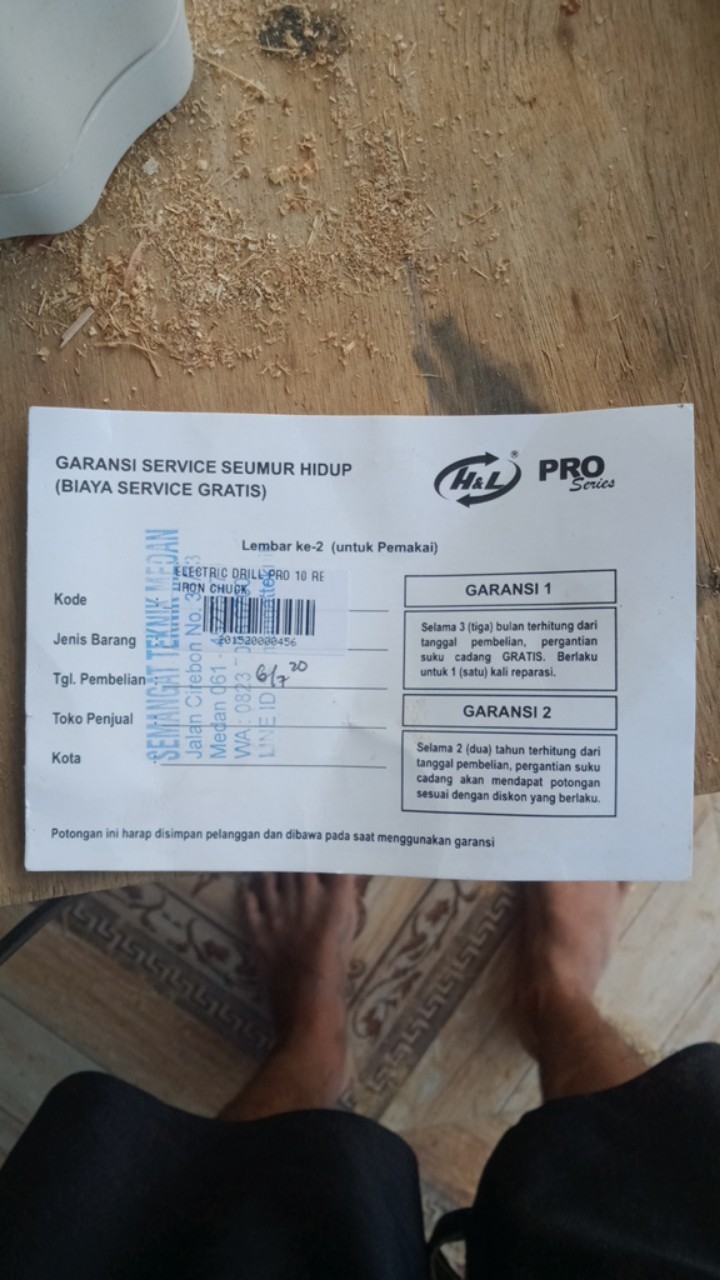 GARANSI SERVICE SEUMUR HIDUP
(BIAYA SERVICE GRATIS)
H&L ® PRO
Series
Lembar ke-2 (untuk Pemakai)
ELECTRIC DRILL PRO 10 RE
IRON CHUCK
201520000456
Kode
Jenis Barang
Tgl. Pembelian 6/7 20
Toko Penjual
Kota
SEMANGAT TEKNIK MEDAN
Jalan Cirebon No.
Medan 061
WA : 0823
LINE ID
GARANSI 1
Selama 3 (tiga) bulan terhitung dari
tanggal pembelian, pergantian
suku cadang GRATIS. Berlaku
untuk 1 (satu) kali reparasi.
GARANSI 2
Selama 2 (dua) tahun terhitung dari
tanggal pembelian, pergantian suku
cadang akan mendapat potongan
sesuai dengan diskon yang berlaku.
Potongan ini harap disimpan pelanggan dan dibawa pada saat menggunakan garansi